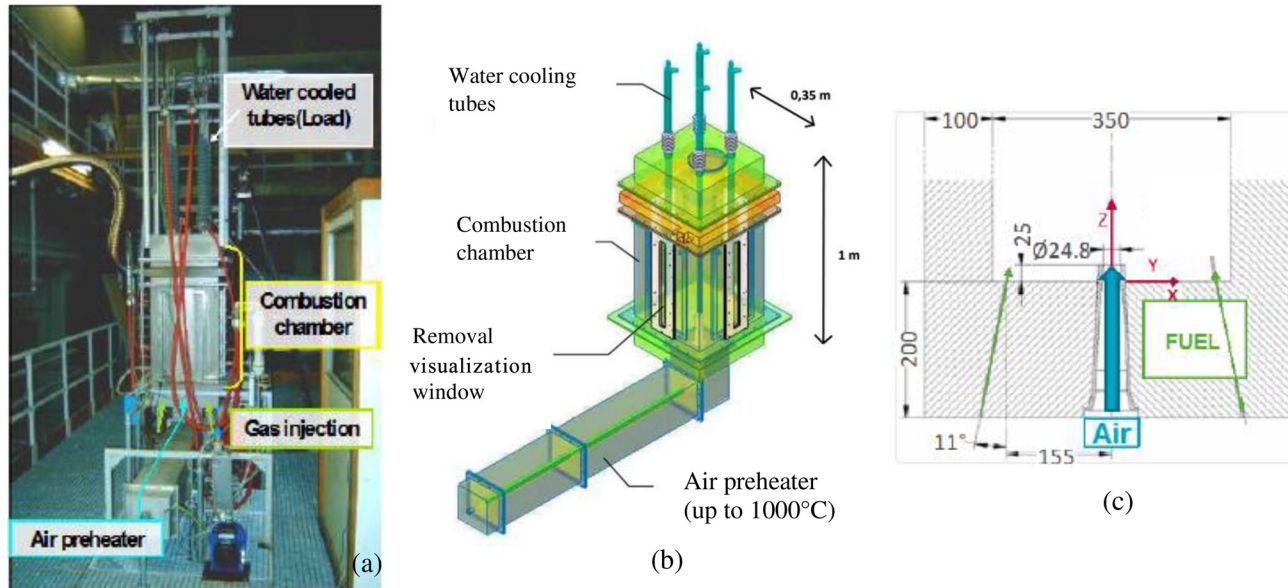 Water cooled
tubes(Load)
Combustion
chamber
Gas injection
Air preheater
(a)
Water cooling
tubes
0,35 m
Combustion
chamber
1 m
Removal
visualization
window
Air preheater
(up to 1000°C)
(b)
100
350
Z
25
Ø24.8
Y
X
200
FUEL
Air
11°
155
(c)